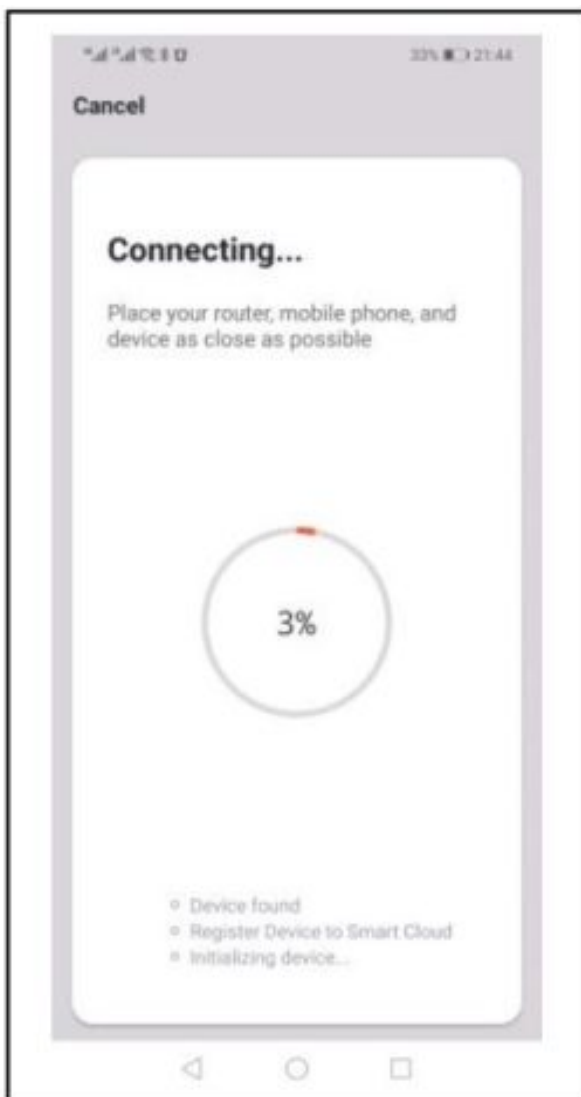 33% 21:44
Cancel
Connecting...
Place your router, mobile phone, and
device as close as possible
3%
Device found
Register Device to Smart Cloud
Initializing device...